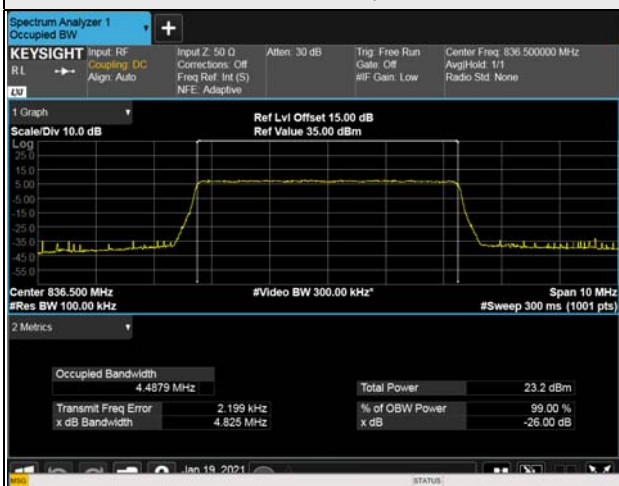 Spectrum Analyzer 1
Occupied BW
KEYSIGHT Input: RF Input Z: 50 Ω Atten: 30 dB Trig: Free Run Center Freq: 836.500000 MHz
RL Coupling: DC Corrections: Off Gate: Off Avg|Hold: 1/1
Align: Auto Freq Ref: Int (S) #IF Gain: Low Radio Std: None
NFE: Adaptive
1 Graph
Ref Lvl Offset 15.00 dB
Scale/Div 10.0 dB Ref Value 35.00 dBm
Log
25.0
15.0
5.00
-5.00
-15.0
-25.0
-35.0
-45.0
-55.0
Center 836.500 MHz #Video BW 300.00 kHz* Span 10 MHz
#Res BW 100.00 kHz #Sweep 300 ms (1001 pts)
2 Metrics
Occupied Bandwidth
4.4879 MHz Total Power 23.2 dBm
Transmit Freq Error 2.199 kHz % of OBW Power 99.00 %
x dB Bandwidth 4.825 MHz x dB -26.00 dB
Jan 19, 2021
MSG STATUS